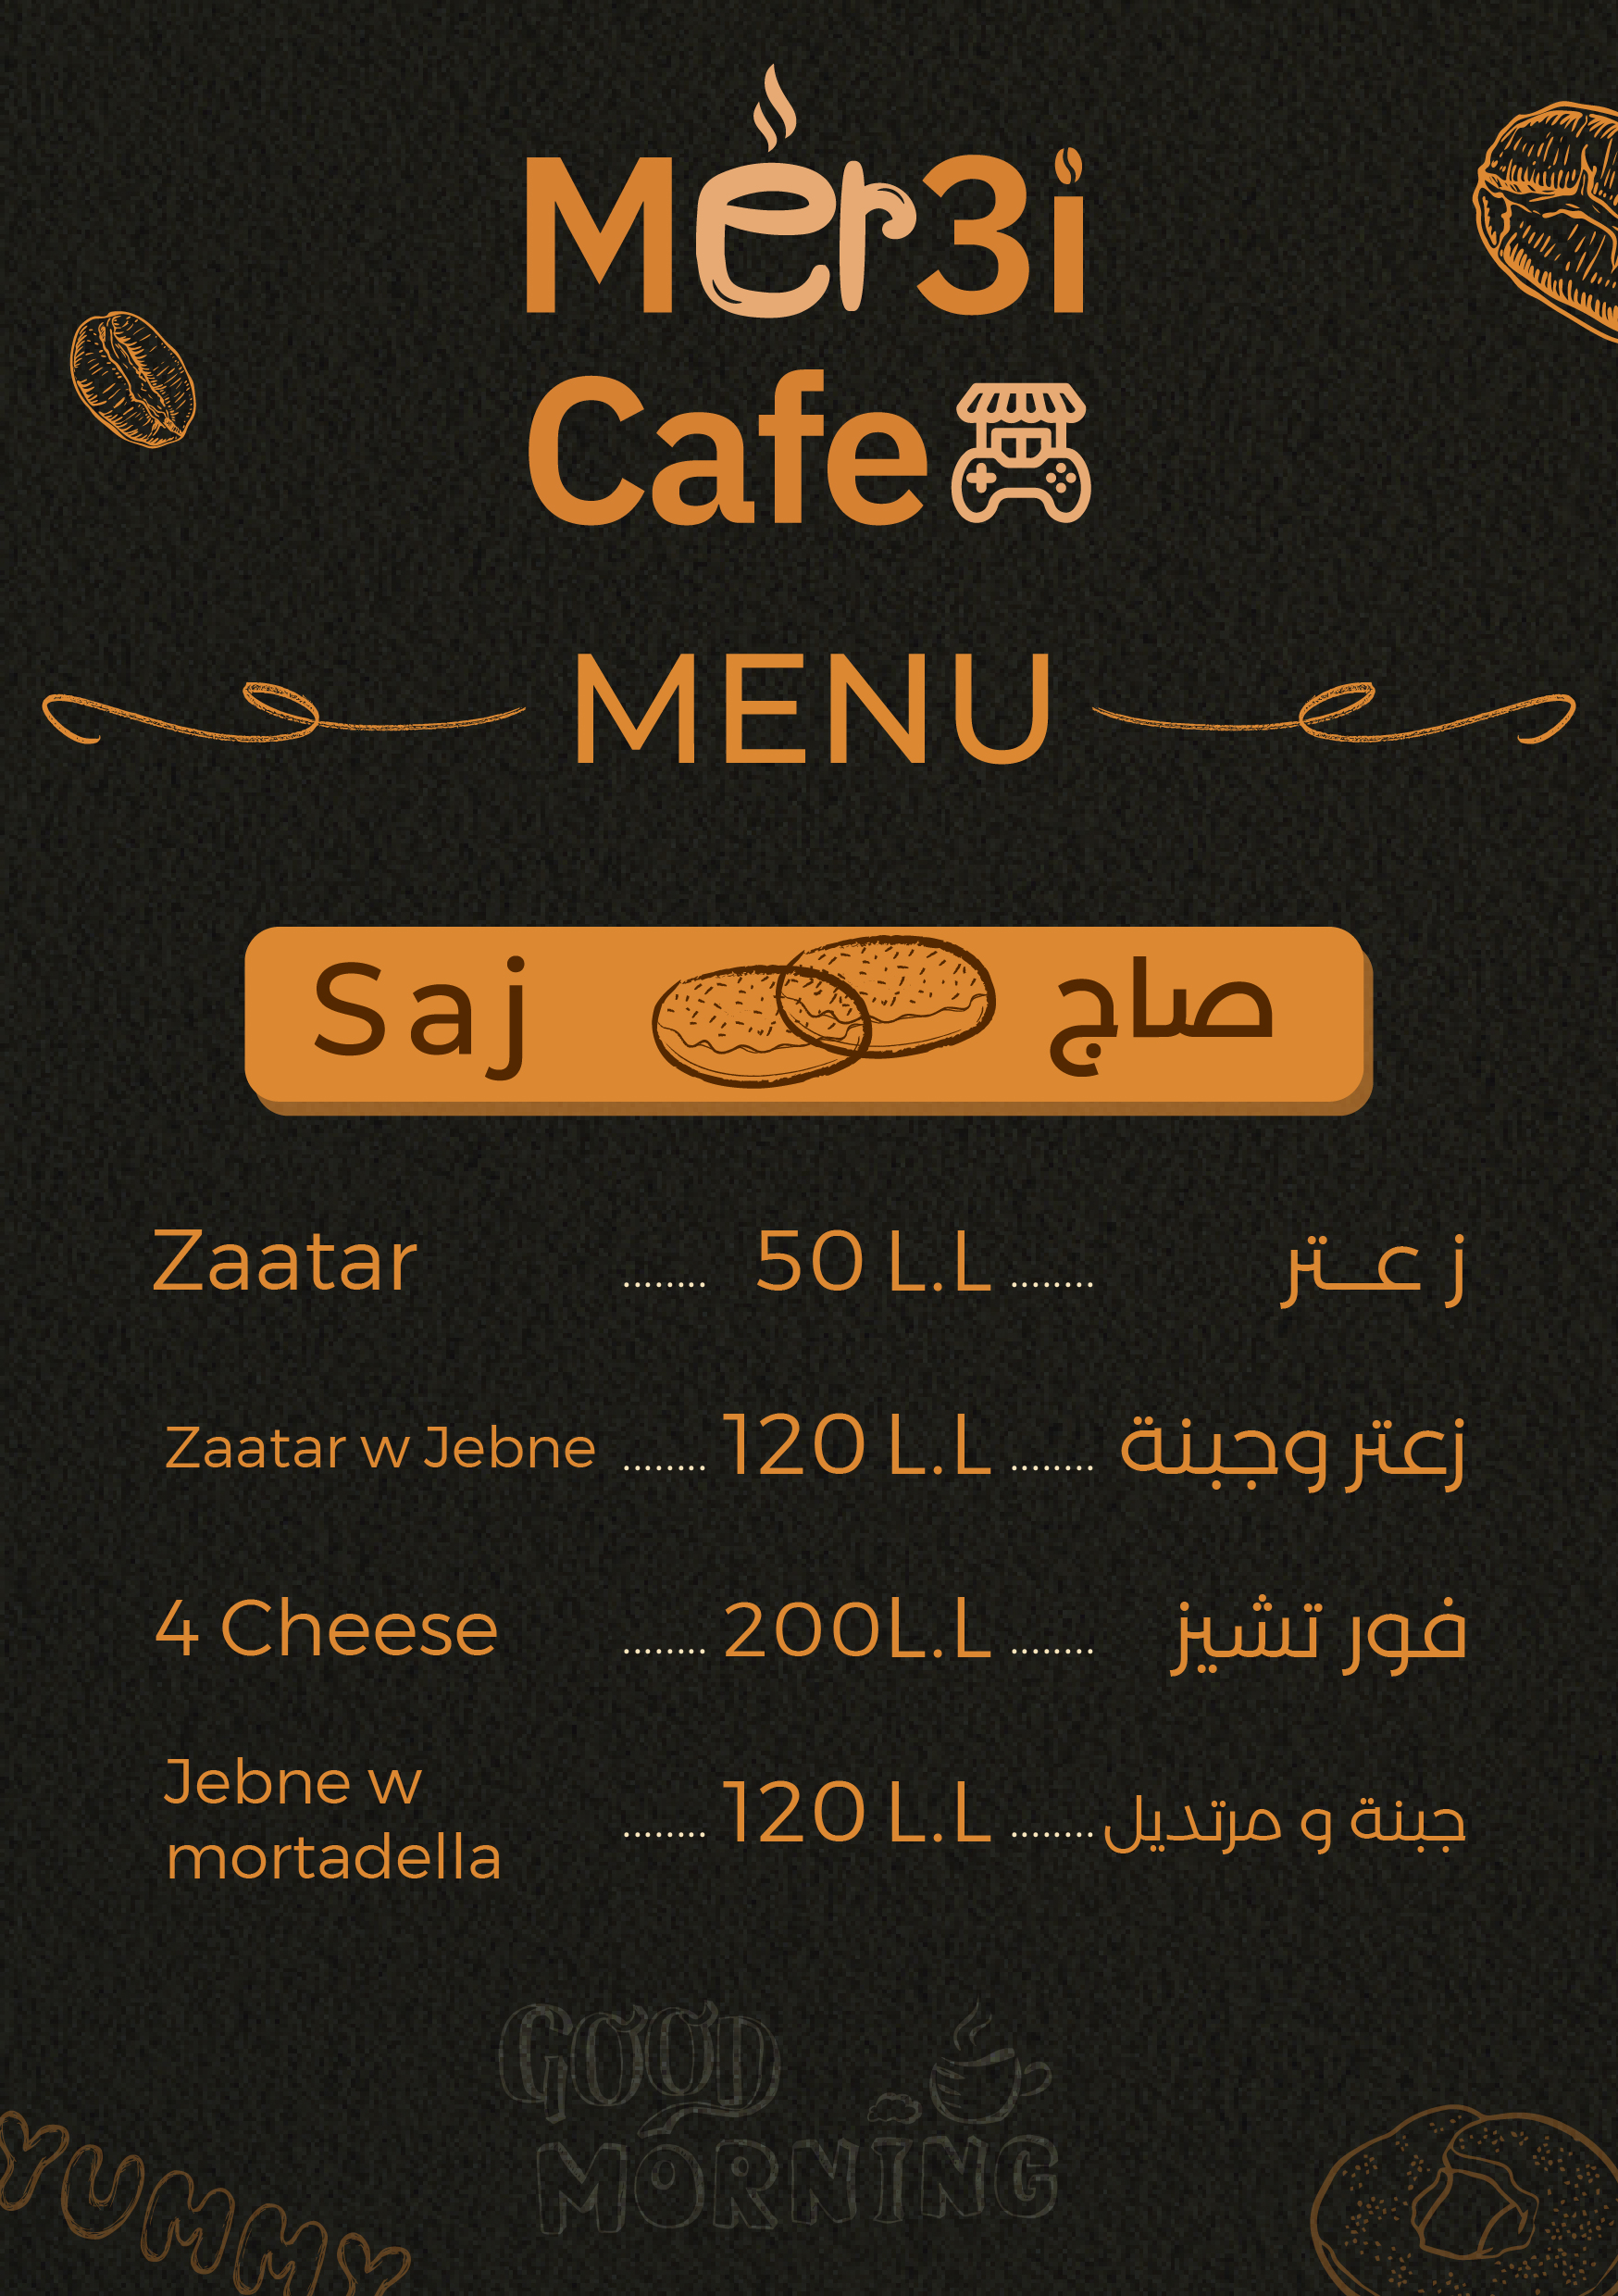 Mer3i
Cafe
MENU
Saj صاج
Zaatar ........ 50 L.L ........ ز عـــتر
Zaatar w Jebne ........ 120 L.L ........ زعتر وجبنة
4 Cheese ........ 200L.L ........ فور تشيز
Jebne w
mortadella ........ 120 L.L ........ جبنة و مرتديل
GOOD
MORNING
YUMMY